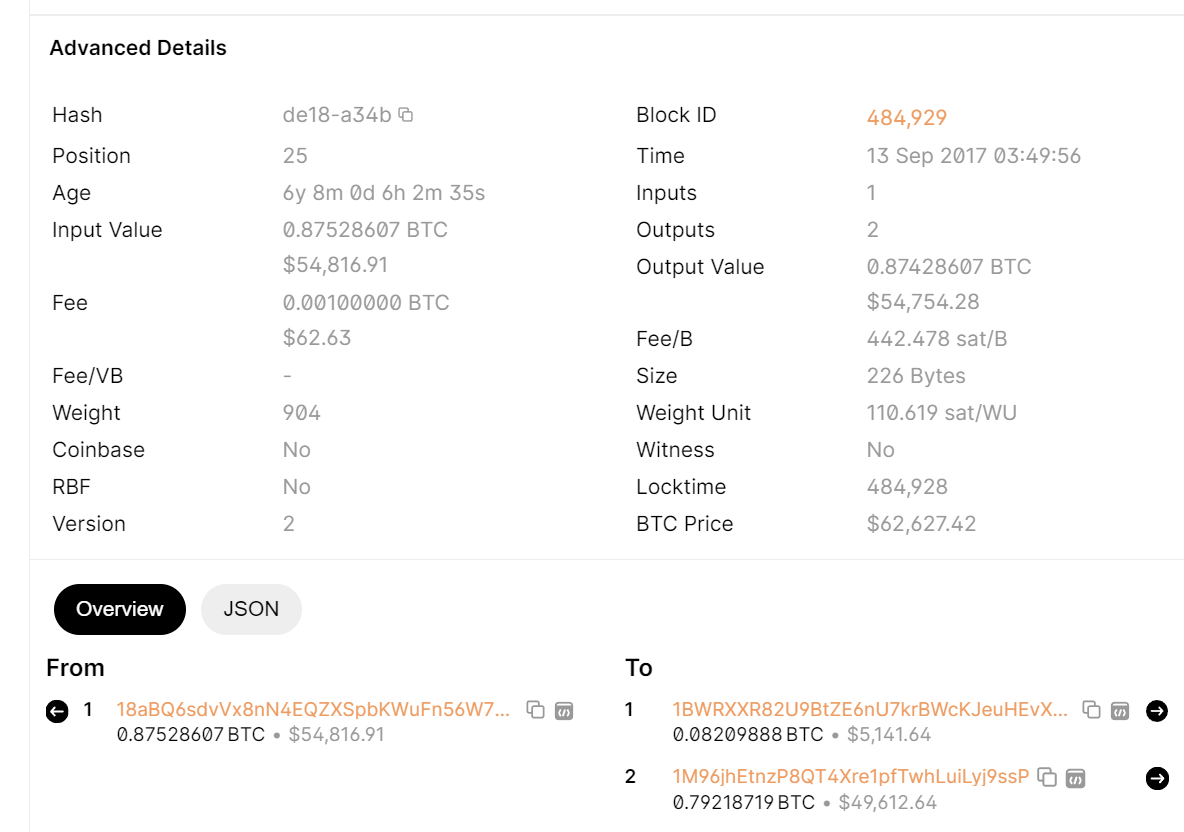 Advanced Details
Hash de18-a34b
Block ID 484,929
Position 25
Time 13 Sep 2017 03:49:56
Age 6y 8m 0d 6h 2m 35s
Inputs 1
Input Value 0.87528607 BTC
$54,816.91
Outputs 2
Output Value 0.87428607 BTC
$54,754.28
Fee 0.00100000 BTC
$62.63
Fee/B 442.478 sat/B
Fee/VB -
Size 226 Bytes
Weight 904
Weight Unit 110.619 sat/WU
Coinbase No
Witness No
RBF No
Locktime 484,928
Version 2
BTC Price $62,627.42
Overview
JSON
From
1 18aBQ6sdvVx8nN4EQZXSpbKWuFn56W7...
0.87528607 BTC • $54,816.91
To
1 1BWRXXR82U9BtZE6nU7krBWcKJeuHEvX...
0.08209888 BTC • $5,141.64
2 1M96jhEtnzP8QT4Xre1pfTwhLuiLyj9ssP
0.79218719 BTC • $49,612.64